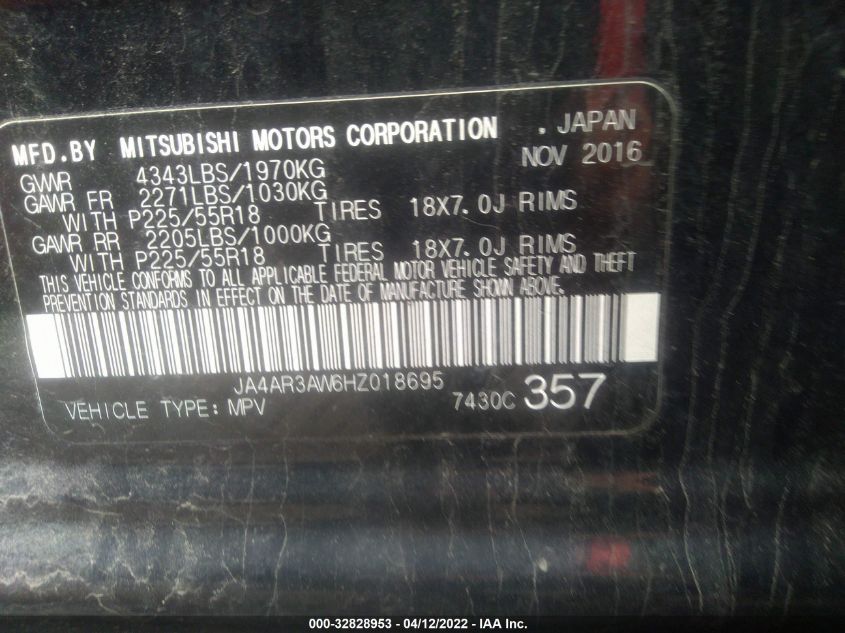 MFD.BY MITSUBISHI MOTORS CORPORATION . JAPAN
NOV 2016
GVWR 4343LBS/1970KG
GAWR FR 2271LBS/1030KG
WITH P225/55R18 TIRES 18X7.0J RIMS
GAWR RR 2205LBS/1000KG
WITH P225/55R18 TIRES 18X7.0J RIMS
THIS VEHICLE CONFORMS TO ALL APPLICABLE FEDERAL MOTOR VEHICLE SAFETY AND THEFT
PREVENTION STANDARDS IN EFFECT ON THE DATE OF MANUFACTURE SHOWN ABOVE.
JA4AR3AW6HZ018695
VEHICLE TYPE: MPV 7430C 357
000-32828953 - 04/12/2022 - IAA Inc.